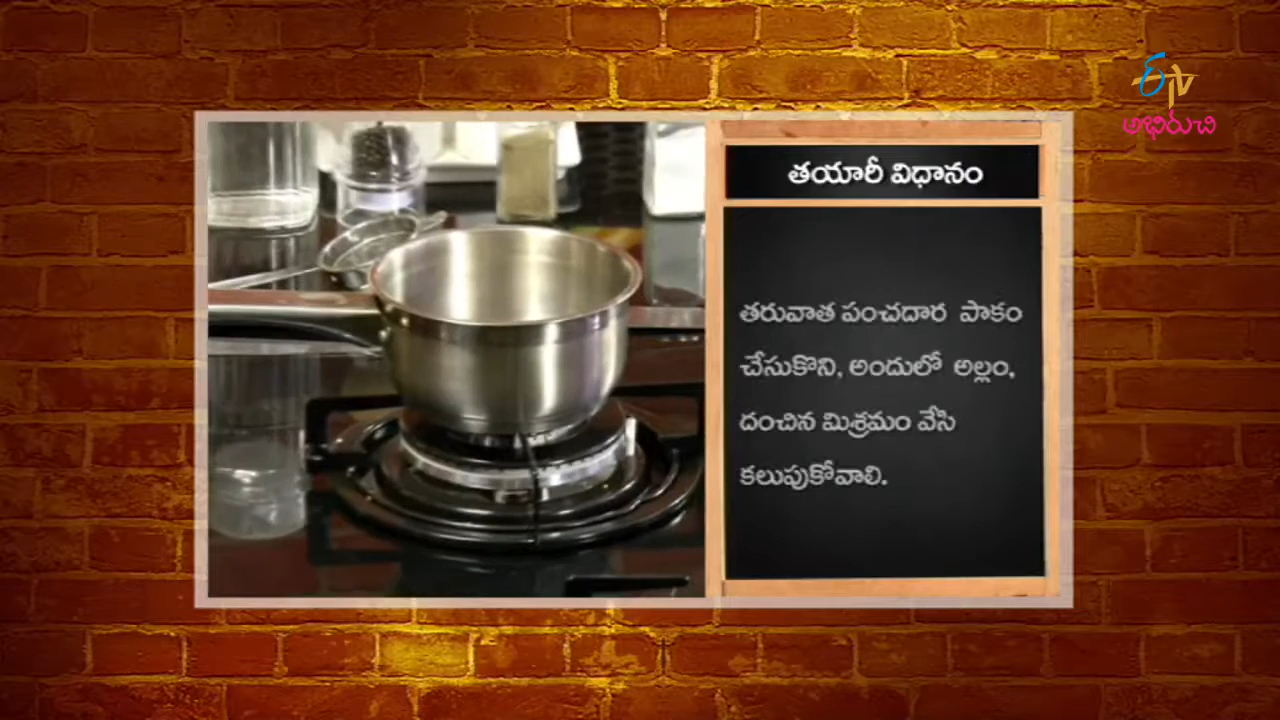 ETV
అభిరుచి
తయారీ విధానం
తరువాత పంచదార పాకం
చేసుకొని, అందులో అల్లం,
దంచిన మిశ్రమం వేసి
కలుపుకోవాలి.